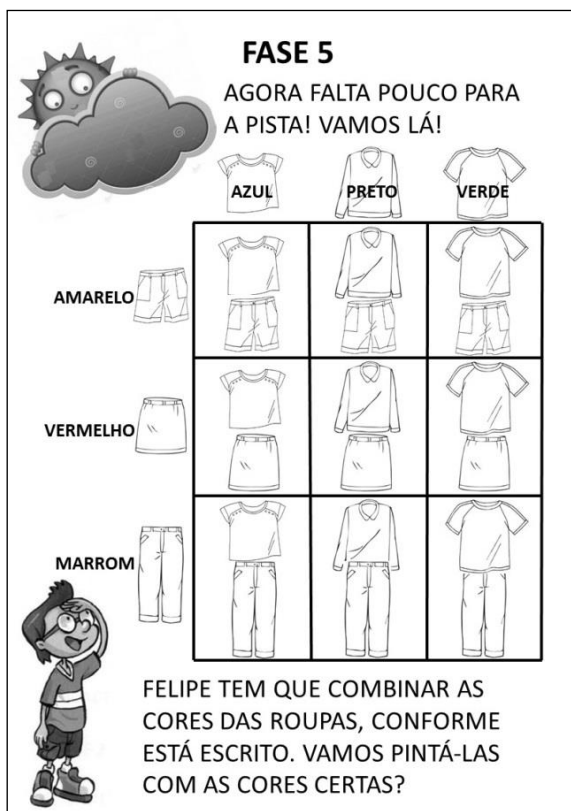 FASE 5
AGORA FALTA POUCO PARA
A PISTA! VAMOS LÁ!
AZUL PRETO VERDE
AMARELO
VERMELHO
MARROM
FELIPE TEM QUE COMBINAR AS
CORES DAS ROUPAS, CONFORME
ESTÁ ESCRITO. VAMOS PINTÁ-LAS
COM AS CORES CERTAS?